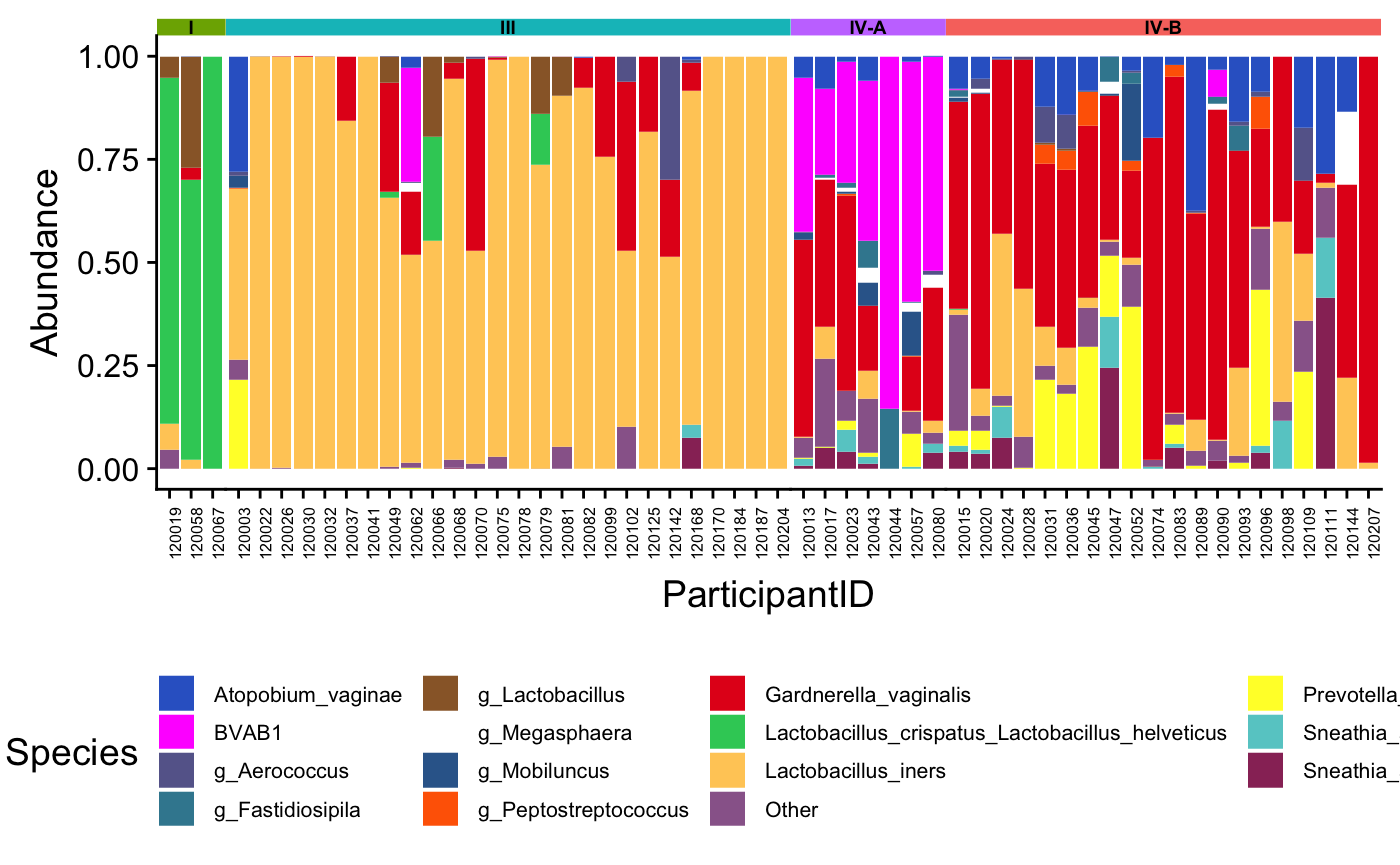 I III IV-A IV-B
1.00
0.75
0.50
0.25
0.00
Abundance
120019 120058 120067 120003 120022 120026 120030 120032 120037 120041 120049 120062 120066 120068 120070 120075 120078 120079 120081 120082 120099 120102 120125 120142 120168 120170 120184 120187 120204 120013 120017 120023 120043 120044 120057 120080 120015 120020 120024 120028 120031 120036 120045 120047 120052 120074 120083 120089 120090 120093 120096 120098 120109 120111 120144 120207
ParticipantID
Species
Atopobium_vaginae g_Lactobacillus Gardnerella_vaginalis Prevotella_
BVAB1 g_Megasphaera Lactobacillus_crispatus_Lactobacillus_helveticus Sneathia_
g_Aerococcus g_Mobiluncus Lactobacillus_iners Sneathia_
g_Fastidiosipila g_Peptostreptococcus Other